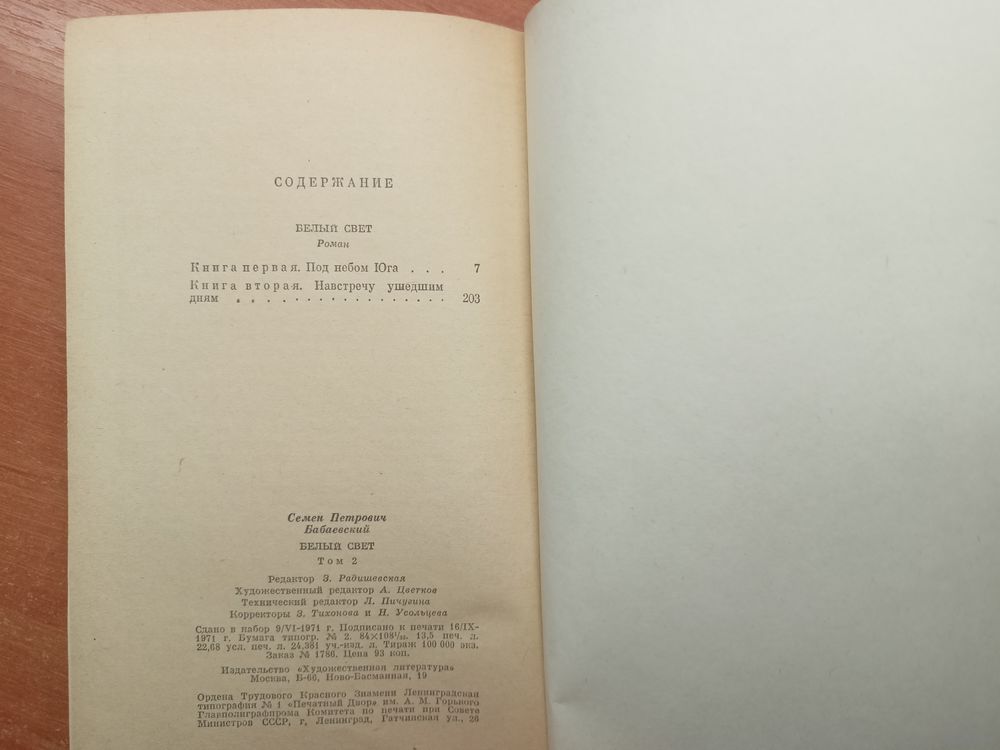 СОДЕРЖАНИЕ
БЕЛЫЙ СВЕТ
Роман
Книга первая. Под небом Юга . . . 7
Книга вторая. Навстречу ушедшим
дням . . . . . . . . . . . . . . . . 203
Семен Петрович
Бабаевский
БЕЛЫЙ СВЕТ
Том 2
Редактор З. Радишевская
Художественный редактор А. Цветков
Технический редактор Л. Пичугина
Корректоры З. Тихонова и Н. Усольцева
Сдано в набор 9/VI-1971 г. Подписано к печати 16/IX-
1971 г. Бумага типогр. № 2. 84×108¹/₃₂. 13,5 печ. л.
22,68 усл. печ. л. 24,381 уч.-изд. л. Тираж 100 000 экз.
Заказ № 1786. Цена 93 коп.
Издательство «Художественная литература»
Москва, Б-66, Ново-Басманная, 19
Ордена Трудового Красного Знамени Ленинградская
типография № 1 «Печатный Двор» им. А. М. Горького
Главполиграфпрома Комитета по печати при Совете
Министров СССР, г, Ленинград, Гатчинская ул., 26